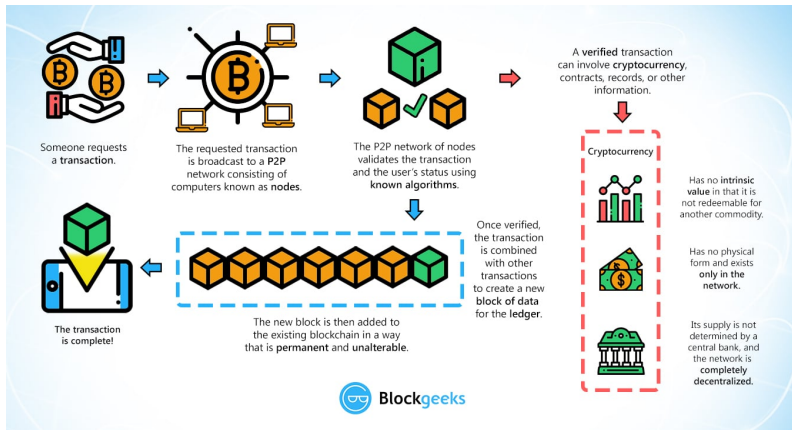 Someone requests
a transaction.
The requested transaction
is broadcast to a P2P
network consisting of
computers known as nodes.
The P2P network of nodes
validates the transaction
and the user's status using
known algorithms.
A verified transaction
can involve cryptocurrency,
contracts, records, or other
information.
Cryptocurrency
Has no intrinsic
value in that it is
not redeemable for
another commodity.
Has no physical
form and exists
only in the
network.
Its supply is not
determined by a
central bank, and
the network is
completely
decentralized.
Once verified,
the transaction
is combined
with other
transactions
to create a new
block of data
for the ledger.
The new block is then added to
the existing blockchain in a way
that is permanent and unalterable.
The transaction
is complete!
Blockgeeks